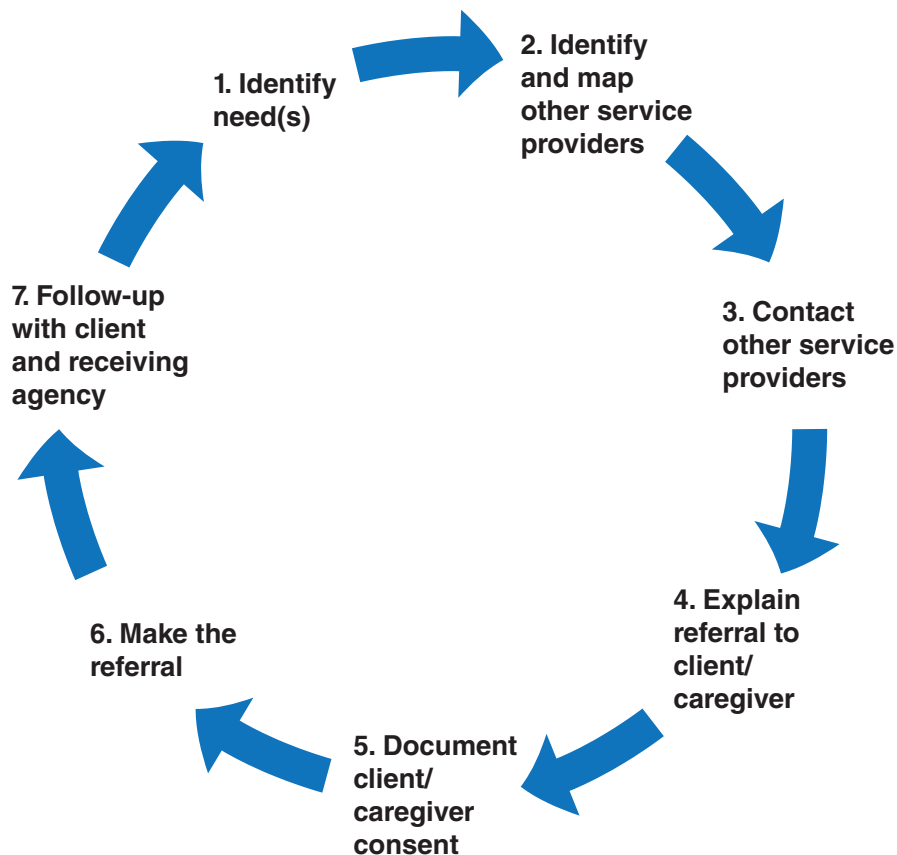 1. Identify
need(s)
2. Identify
and map
other service
providers
3. Contact
other service
providers
4. Explain
referral to
client/
caregiver
5. Document
client/
caregiver
consent
6. Make the
referral
7. Follow-up
with client
and receiving
agency